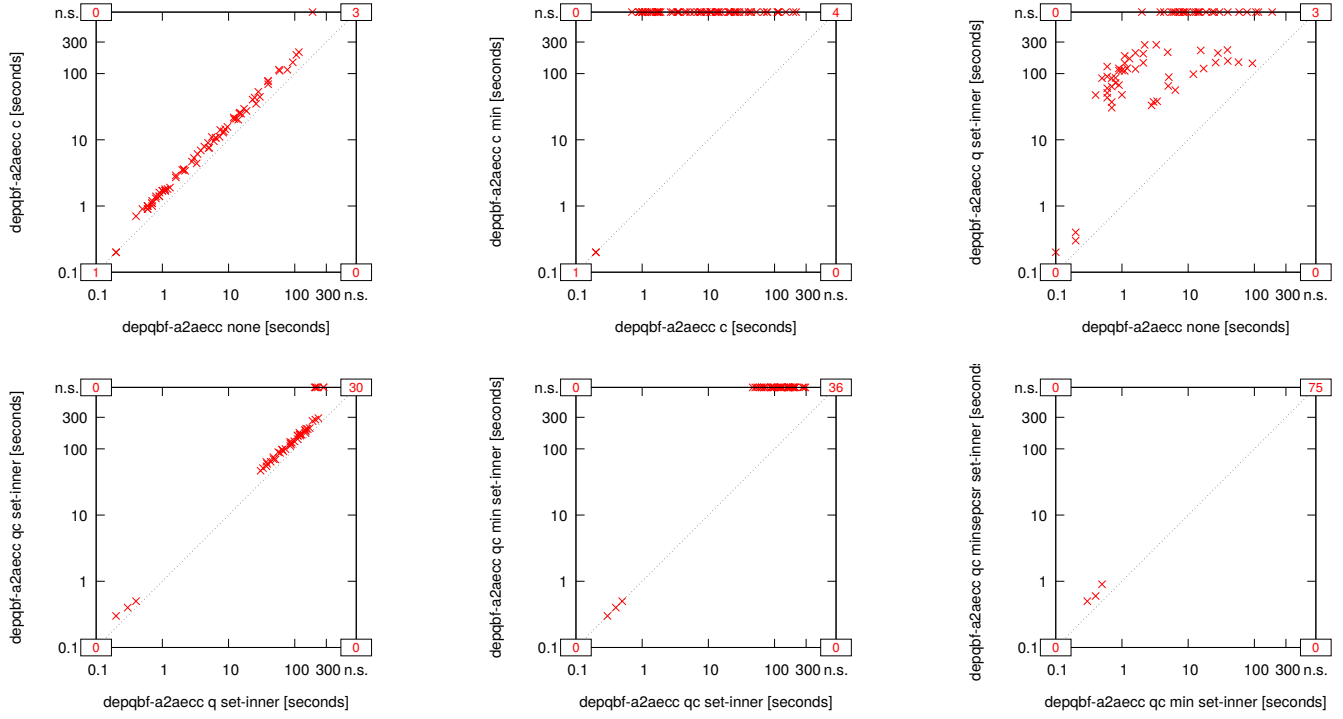 n.s. 0 3
300
100
10
1
0.1 1 0
0.1 1 10 100 300 n.s.
depqbf-a2aecc c [seconds]
depqbf-a2aecc none [seconds]
n.s. 0 4
300
100
10
1
0.1 1 0
0.1 1 10 100 300 n.s.
depqbf-a2aecc c min [seconds]
depqbf-a2aecc c [seconds]
n.s. 0 3
300
100
10
1
0.1 0 0
0.1 1 10 100 300 n.s.
depqbf-a2aecc q set-inner [seconds]
depqbf-a2aecc none [seconds]
n.s. 0 30
300
100
10
1
0.1 0 0
0.1 1 10 100 300 n.s.
depqbf-a2aecc qc set-inner [seconds]
depqbf-a2aecc q set-inner [seconds]
n.s. 0 36
300
100
10
1
0.1 0 0
0.1 1 10 100 300 n.s.
depqbf-a2aecc qc min set-inner [seconds]
depqbf-a2aecc qc set-inner [seconds]
n.s. 0 75
300
100
10
1
0.1 0 0
0.1 1 10 100 300 n.s.
depqbf-a2aecc qc minsepcsr set-inner [second
depqbf-a2aecc qc min set-inner [seconds]